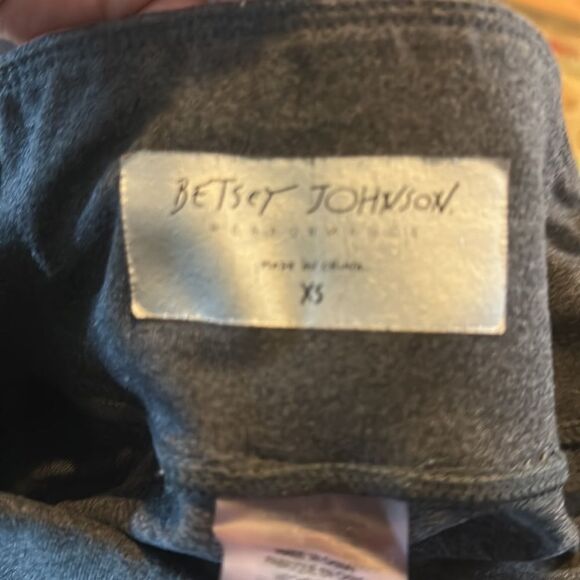 BETSEY JOHNSON.
PERFORMANCE
MADE IN CHINA
XS